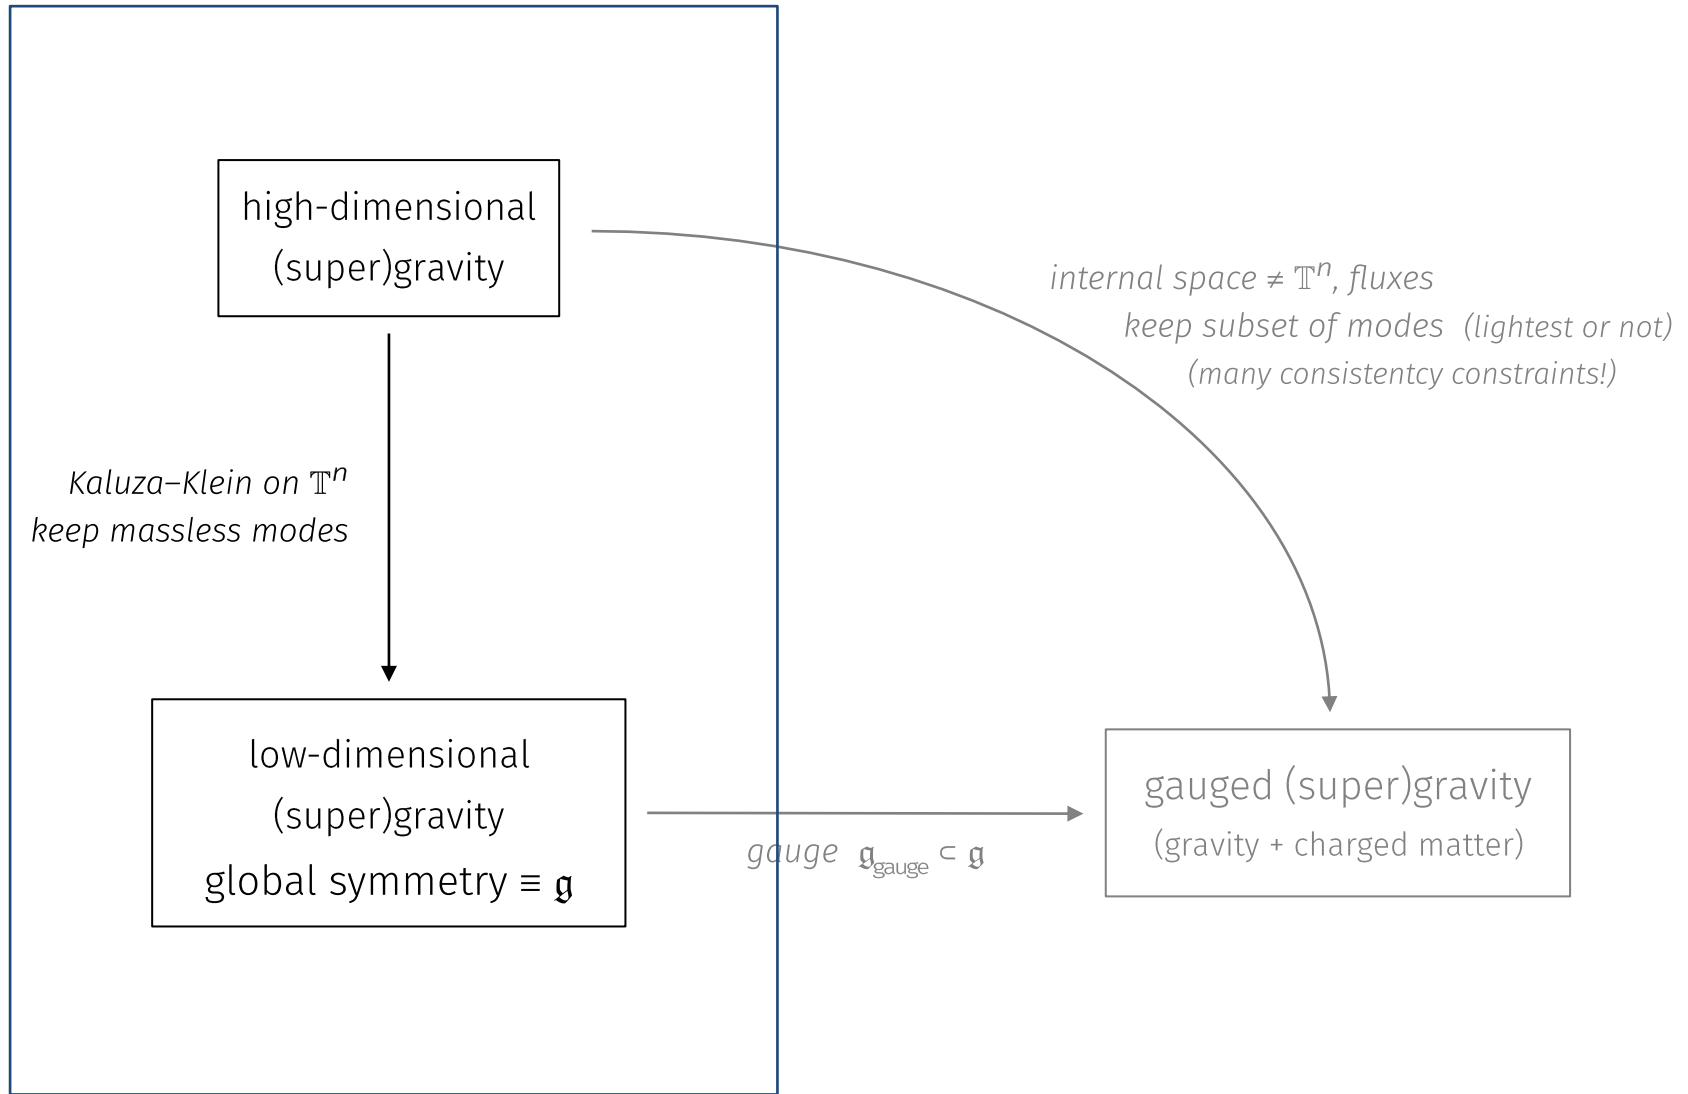 high-dimensional
(super)gravity
internal space ≠ 𝕋ⁿ, fluxes
keep subset of modes (lightest or not)
(many consistentcy constraints!)
Kaluza–Klein on 𝕋ⁿ
keep massless modes
low-dimensional
(super)gravity
global symmetry ≡ 𝔤
gauge 𝔤gauge ⊂ 𝔤
gauged (super)gravity
(gravity + charged matter)